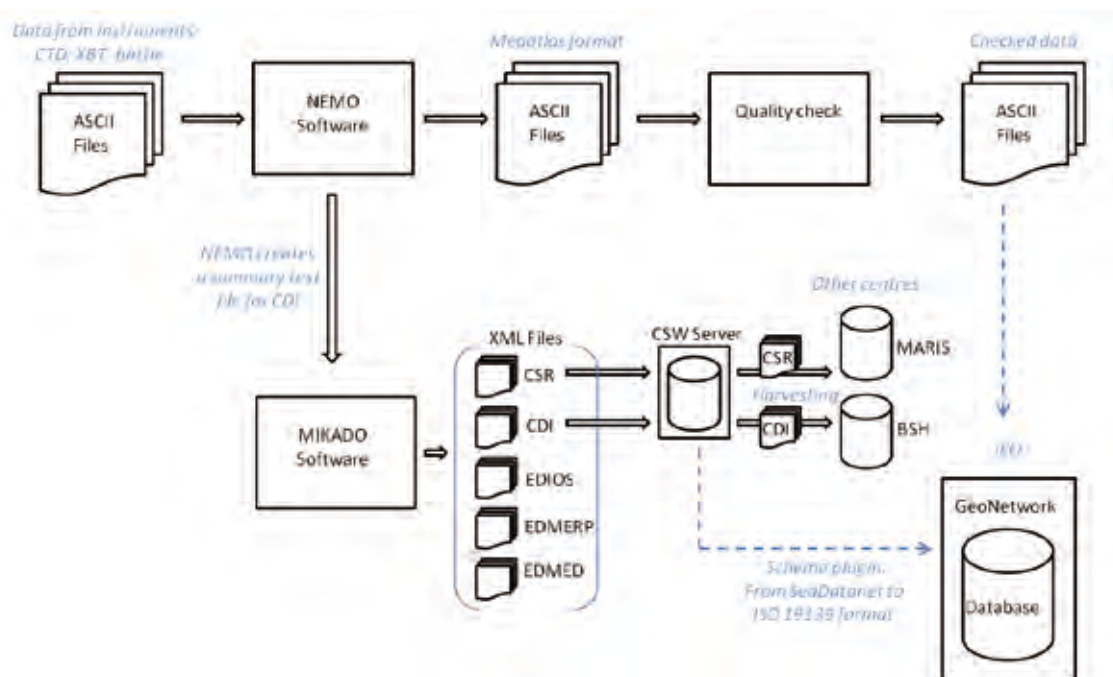 Data from instruments:
CTD, XBT, bottle
Medatlas format
Checked data
ASCII
Files
NEMO
Software
ASCII
Files
Quality check
ASCII
Files
NEMO creates
a summary text
file for CDI
Other centres
XML Files
CSW Server
CSR
CSR
MARIS
Harvesting
MIKADO
Software
CDI
CDI
BSH
EDIOS
IEO
GeoNetwork
EDMERP
EDMED
Schema plugin.
From SeaDatanet to
ISO 19139 format
Database